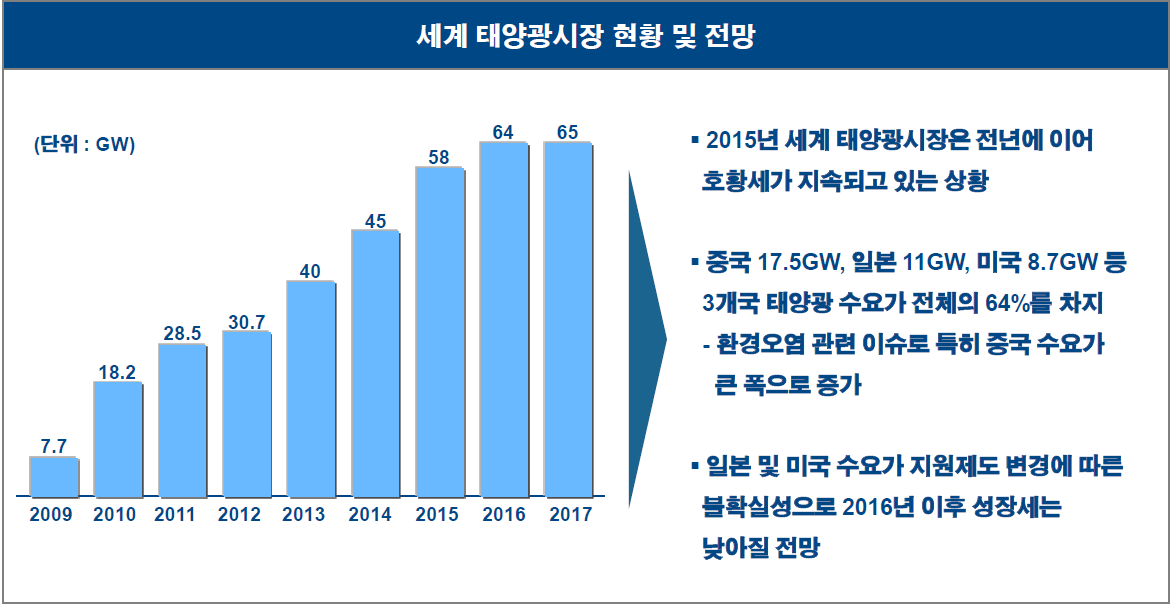 세계 태양광시장 현황 및 전망
(단위 : GW)
7.7
18.2
28.5
30.7
40
45
58
64
65
2009
2010
2011
2012
2013
2014
2015
2016
2017
▪ 2015년 세계 태양광시장은 전년에 이어
호황세가 지속되고 있는 상황
▪ 중국 17.5GW, 일본 11GW, 미국 8.7GW 등
3개국 태양광 수요가 전체의 64%를 차지
- 환경오염 관련 이슈로 특히 중국 수요가
큰 폭으로 증가
▪ 일본 및 미국 수요가 지원제도 변경에 따른
불확실성으로 2016년 이후 성장세는
낮아질 전망